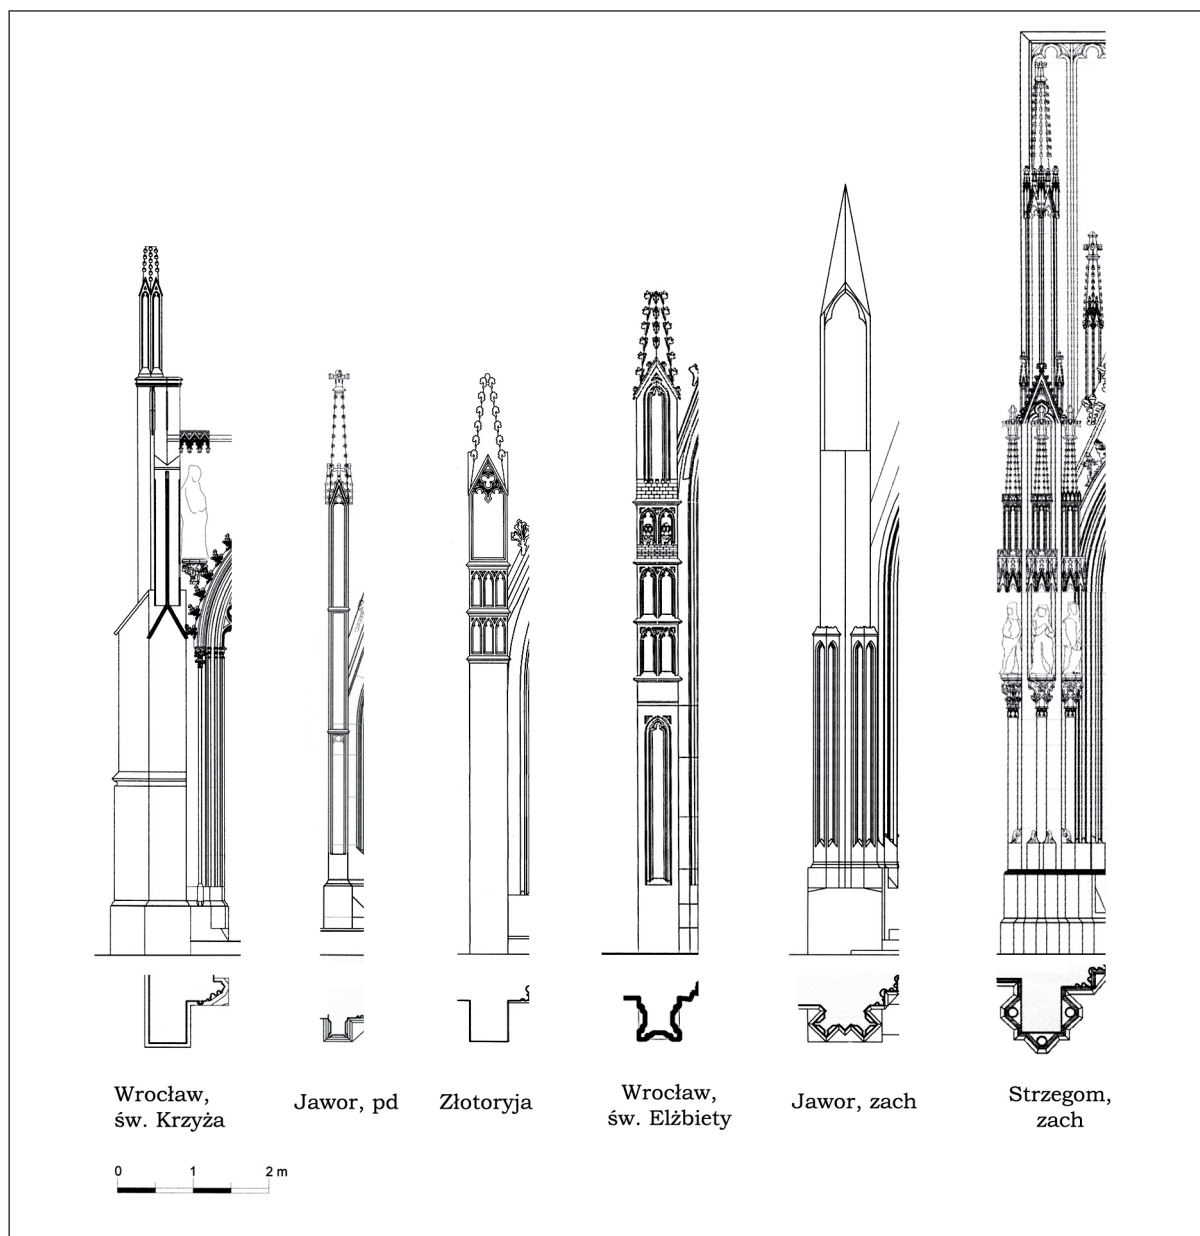 Wrocław,
św. Krzyża
Jawor, pd
Złotoryja
Wrocław,
św. Elżbiety
Jawor, zach
Strzegom,
zach
0 1 2 m